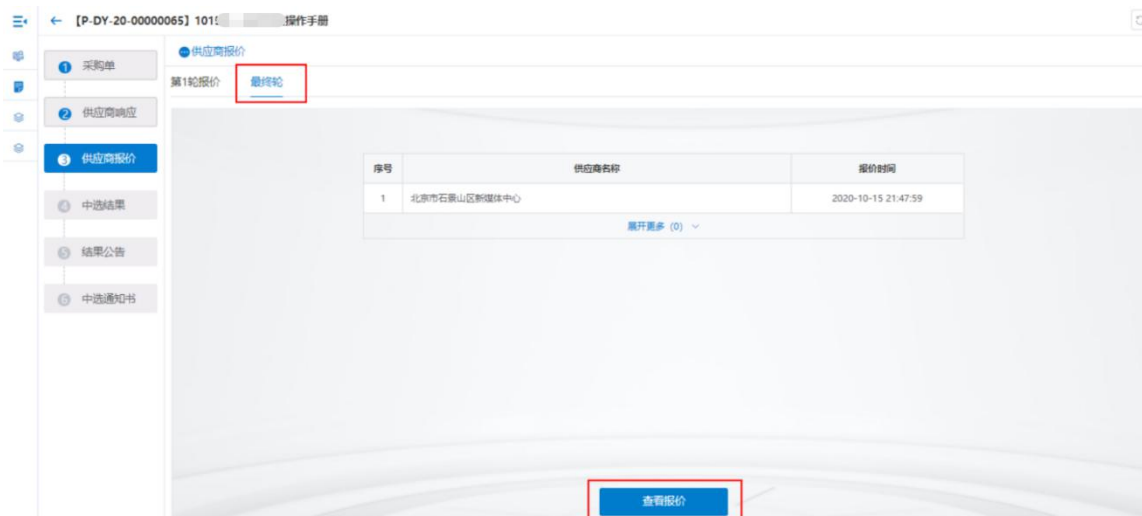 【P-DY-20-00000065】101 操作手册
供应商报价
1 采购单
第1轮报价 最终轮
2 供应商响应
3 供应商报价
序号 供应商名称 报价时间
1 北京市石景山区新媒体中心 2020-10-15 21:47:59
4 中选结果
展开更多 (0)
5 结果公告
6 中选通知书
查看报价